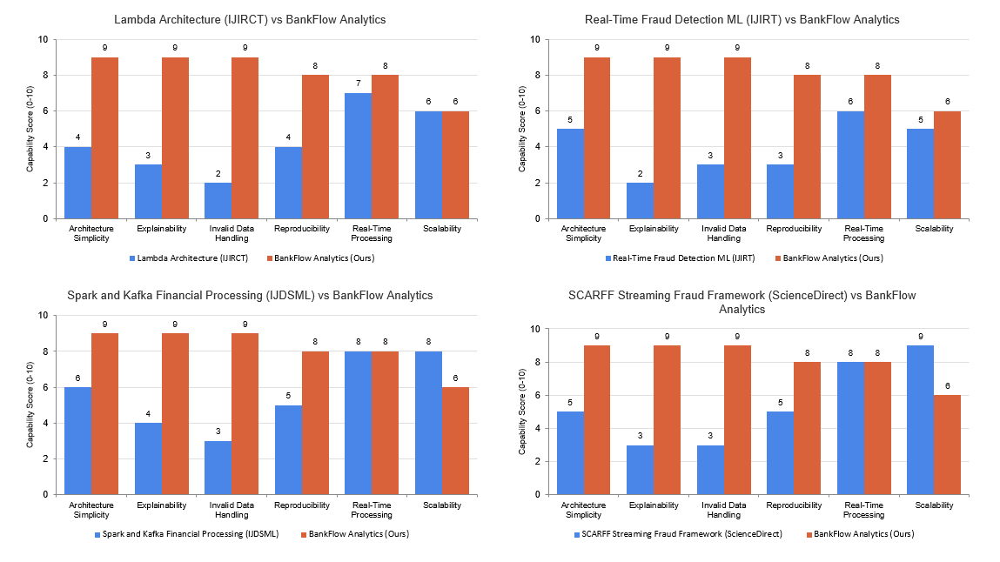 Lambda Architecture (IJIRCT) vs BankFlow Analytics
Capability Score (0-10)
10
8
6
4
2
0
4
9
3
9
2
9
4
8
7
8
6
6
Architecture Simplicity
Explainability
Invalid Data Handling
Reproducibility
Real-Time Processing
Scalability
Lambda Architecture (IJIRCT)
BankFlow Analytics (Ours)
Real-Time Fraud Detection ML (IJIRT) vs BankFlow Analytics
Capability Score (0-10)
10
8
6
4
2
0
5
9
2
9
3
9
3
8
6
8
5
6
Architecture Simplicity
Explainability
Invalid Data Handling
Reproducibility
Real-Time Processing
Scalability
Real-Time Fraud Detection ML (IJIRT)
BankFlow Analytics (Ours)
Spark and Kafka Financial Processing (IJDSML) vs BankFlow Analytics
Capability Score (0-10)
10
8
6
4
2
0
6
9
4
9
3
9
5
8
8
8
8
6
Architecture Simplicity
Explainability
Invalid Data Handling
Reproducibility
Real-Time Processing
Scalability
Spark and Kafka Financial Processing (IJDSML)
BankFlow Analytics (Ours)
SCARFF Streaming Fraud Framework (ScienceDirect) vs BankFlow
Analytics
Capability Score (0-10)
10
8
6
4
2
0
5
9
3
9
3
9
5
8
8
8
9
6
Architecture Simplicity
Explainability
Invalid Data Handling
Reproducibility
Real-Time Processing
Scalability
SCARFF Streaming Fraud Framework (ScienceDirect)
BankFlow Analytics (Ours)